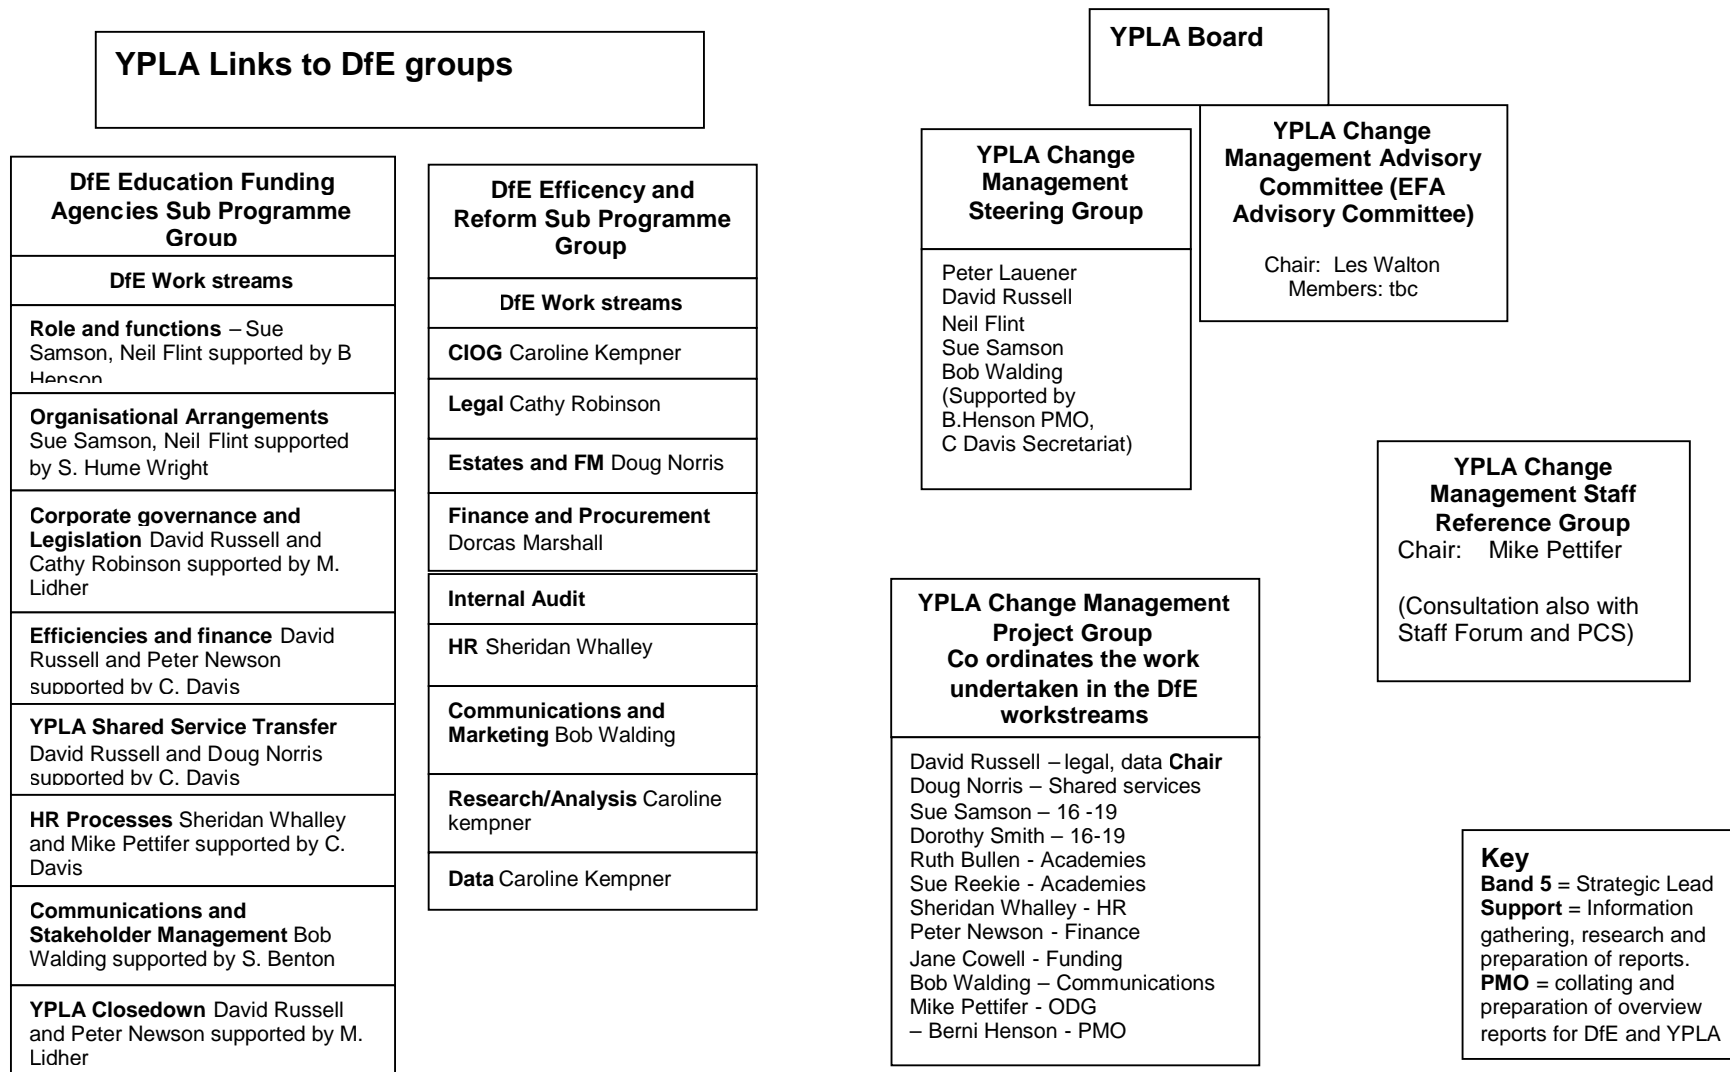 YPLA Links to DfE groups
DfE Education Funding
Agencies Sub Programme
Group
DfE Work streams
Role and functions – Sue
Samson, Neil Flint supported by B
Henson
Organisational Arrangements
Sue Samson, Neil Flint supported
by S. Hume Wright
Corporate governance and
Legislation David Russell and
Cathy Robinson supported by M.
Lidher
Efficiencies and finance David
Russell and Peter Newson
supported by C. Davis
YPLA Shared Service Transfer
David Russell and Doug Norris
supported by C. Davis
HR Processes Sheridan Whalley
and Mike Pettifer supported by C.
Davis
Communications and
Stakeholder Management Bob
Walding supported by S. Benton
YPLA Closedown David Russell
and Peter Newson supported by M.
Lidher
DfE Efficency and
Reform Sub Programme
Group
DfE Work streams
CIOG Caroline Kempner
Legal Cathy Robinson
Estates and FM Doug Norris
Finance and Procurement
Dorcas Marshall
Internal Audit
HR Sheridan Whalley
Communications and
Marketing Bob Walding
Research/Analysis Caroline
kempner
Data Caroline Kempner
YPLA Board
YPLA Change
Management
Steering Group
Peter Lauener
David Russell
Neil Flint
Sue Samson
Bob Walding
(Supported by
B.Henson PMO,
C Davis Secretariat)
YPLA Change
Management Advisory
Committee (EFA
Advisory Committee)
Chair: Les Walton
Members: tbc
YPLA Change
Management Staff
Reference Group
Chair: Mike Pettifer
(Consultation also with
Staff Forum and PCS)
YPLA Change Management
Project Group
Co ordinates the work
undertaken in the DfE
workstreams
David Russell – legal, data Chair
Doug Norris – Shared services
Sue Samson – 16 -19
Dorothy Smith – 16-19
Ruth Bullen - Academies
Sue Reekie - Academies
Sheridan Whalley - HR
Peter Newson - Finance
Jane Cowell - Funding
Bob Walding – Communications
Mike Pettifer - ODG
– Berni Henson - PMO
Key
Band 5 = Strategic Lead
Support = Information
gathering, research and
preparation of reports.
PMO = collating and
preparation of overview
reports for DfE and YPLA